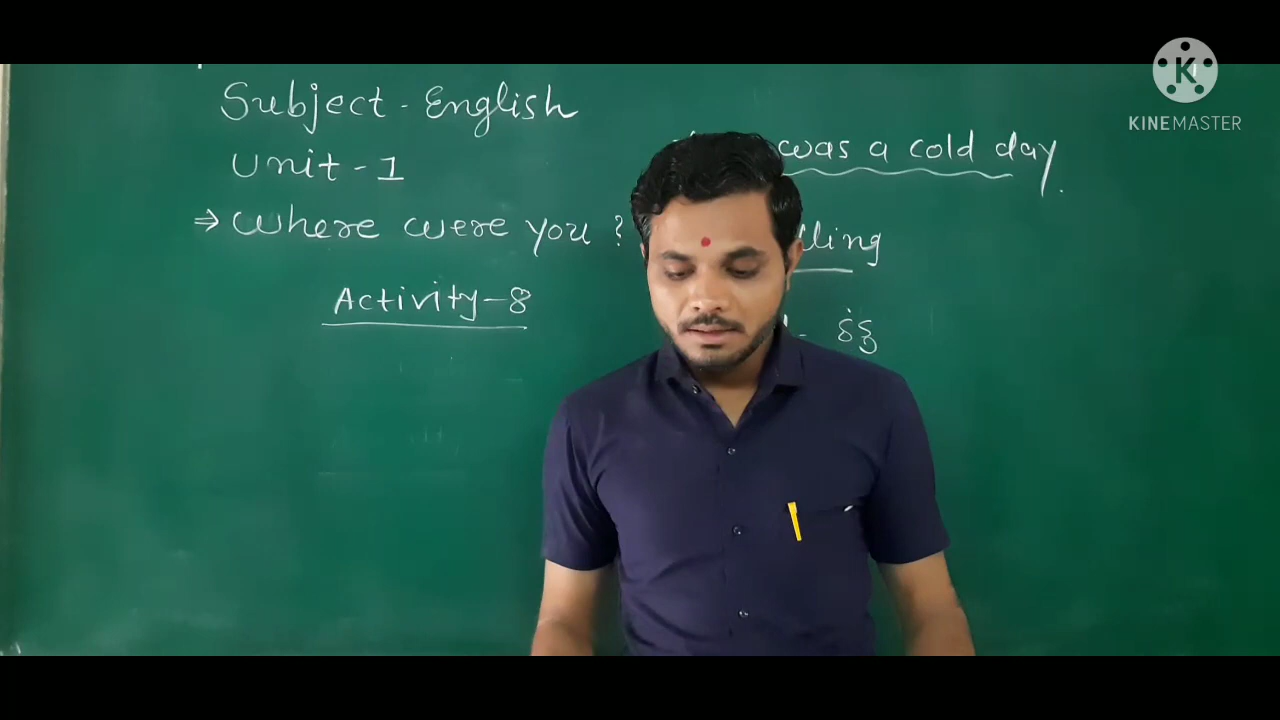 Subject - English
Unit - 1
⇒ Where were you ?
Activity - 8
was a cold day.
- ઠંડુ
KINEMASTER